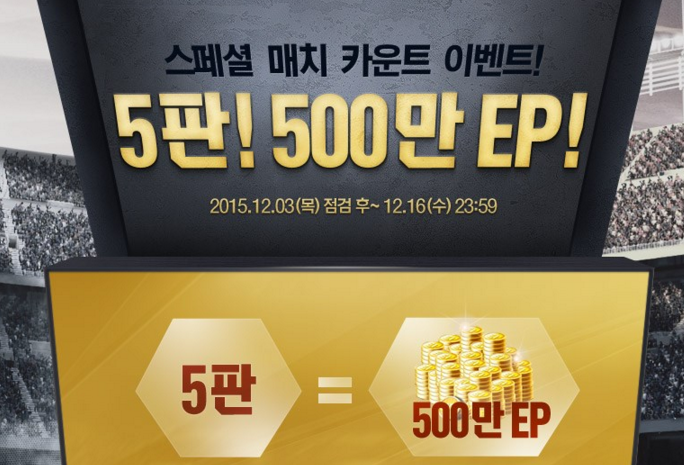 스페셜 매치 카운트 이벤트!
5판! 500만 EP!
2015.12.03(목) 점검 후~ 12.16(수) 23:59
5판 = 500만 EP